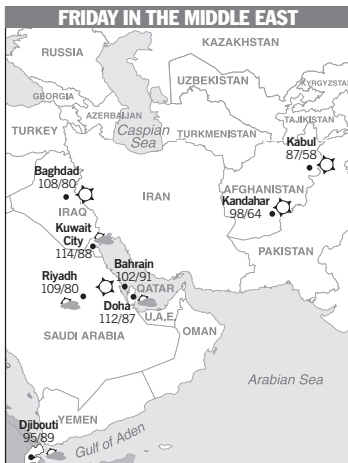 FRIDAY IN THE MIDDLE EAST
KAZAKHSTAN
RUSSIA
UZBEKISTAN
KYRGYZSTAN
GEORGIA
AZERBAIJAN
TAJIKISTAN
TURKEY
Caspian
Sea
TURKMENISTAN
Kabul
87/58
Baghdad
108/80
IRAN
AFGHANISTAN
Kandahar
98/64
IRAQ
Kuwait
City
114/88
PAKISTAN
Riyadh
109/80
Bahrain
102/91
QATAR
Doha
112/87
U.A.E.
OMAN
SAUDI ARABIA
Arabian Sea
YEMEN
Djibouti
95/89
Gulf of Aden